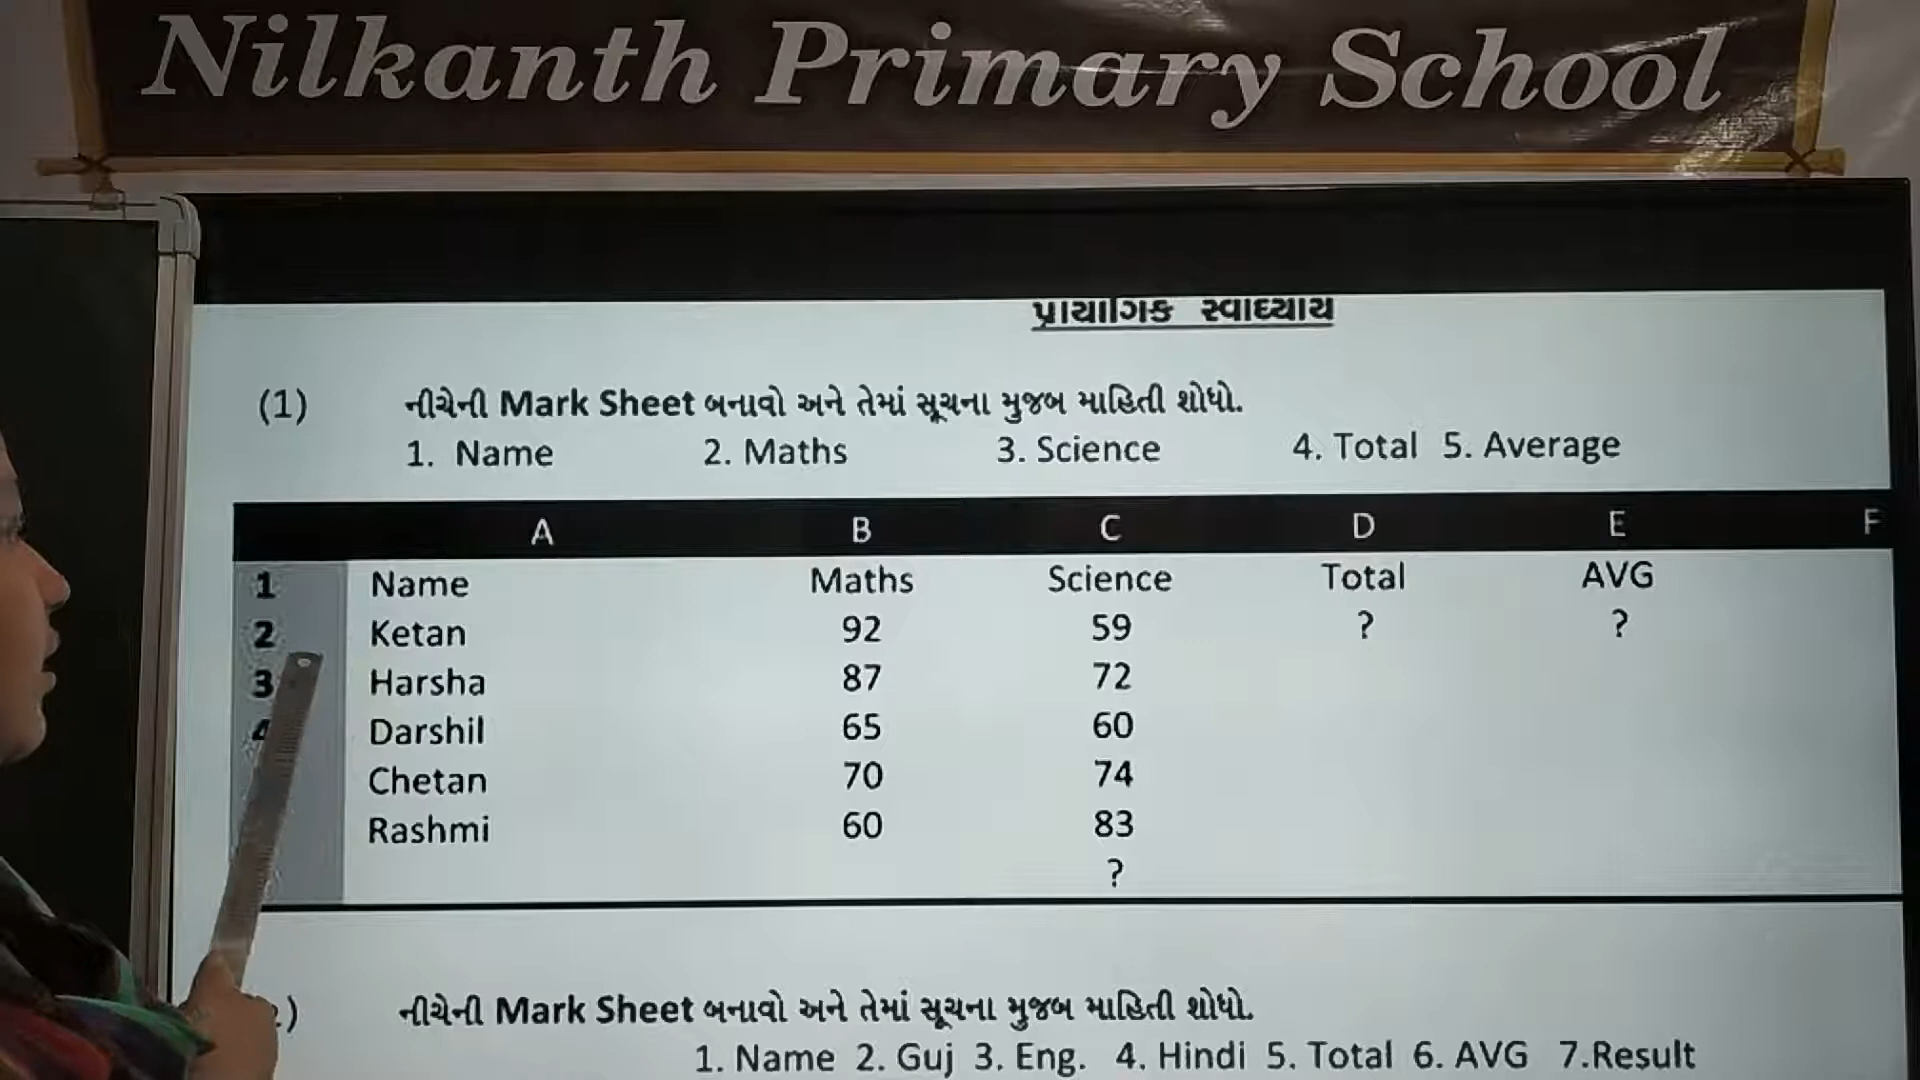 Nilkanth Primary School
પ્રાયોગિક સ્વાધ્યાય
(1) નીચેની Mark Sheet બનાવો અને તેમાં સૂચના મુજબ માહિતી શોધો.
1. Name 2. Maths 3. Science 4. Total 5. Average
A B C D E F
1 Name Maths Science Total AVG
2 Ketan 92 59 ? ?
3 Harsha 87 72
4 Darshil 65 60
Chetan 70 74
Rashmi 60 83
?
નીચેની Mark Sheet બનાવો અને તેમાં સૂચના મુજબ માહિતી શોધો.
1. Name 2. Guj 3. Eng. 4. Hindi 5. Total 6. AVG 7.Result